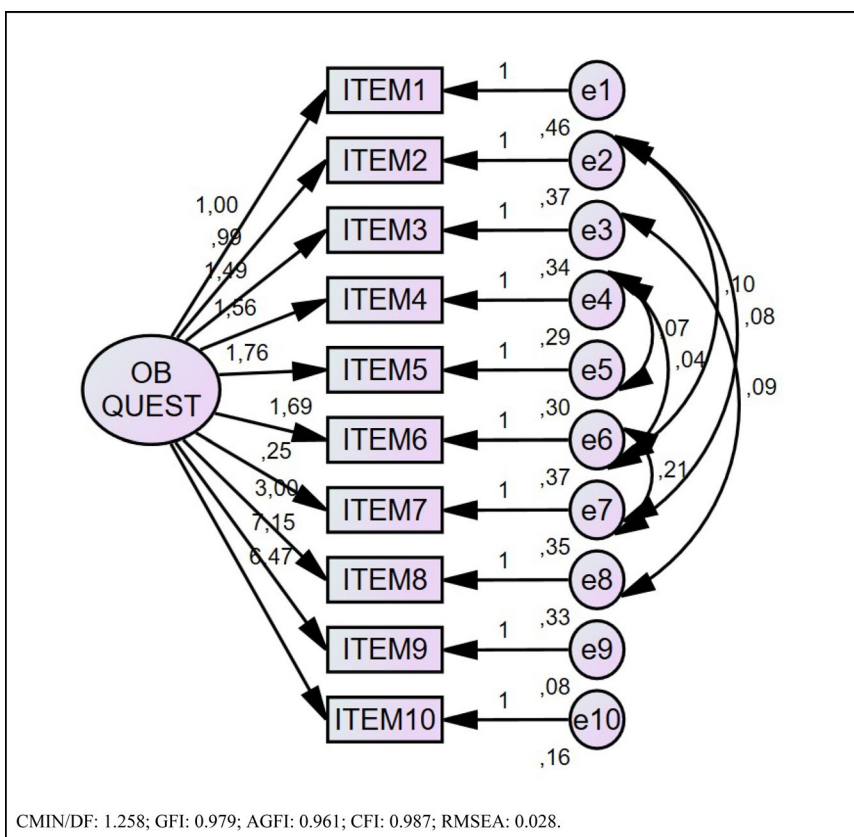 1
ITEM1
e1
,46
1
ITEM2
e2
1,00
,37
1
,99
ITEM3
e3
1,49
,34
1
,10
ITEM4
e4
1,56
,08
,29
,07
1
1,76
,04
OB
QUEST
ITEM5
e5
,09
,30
1
1,69
ITEM6
e6
,25
,37
,21
1
3,00
ITEM7
e7
7,15
,35
1
6,47
ITEM8
e8
,33
1
ITEM9
e9
,08
1
ITEM10
e10
,16
CMIN/DF: 1.258; GFI: 0.979; AGFI: 0.961; CFI: 0.987; RMSEA: 0.028.